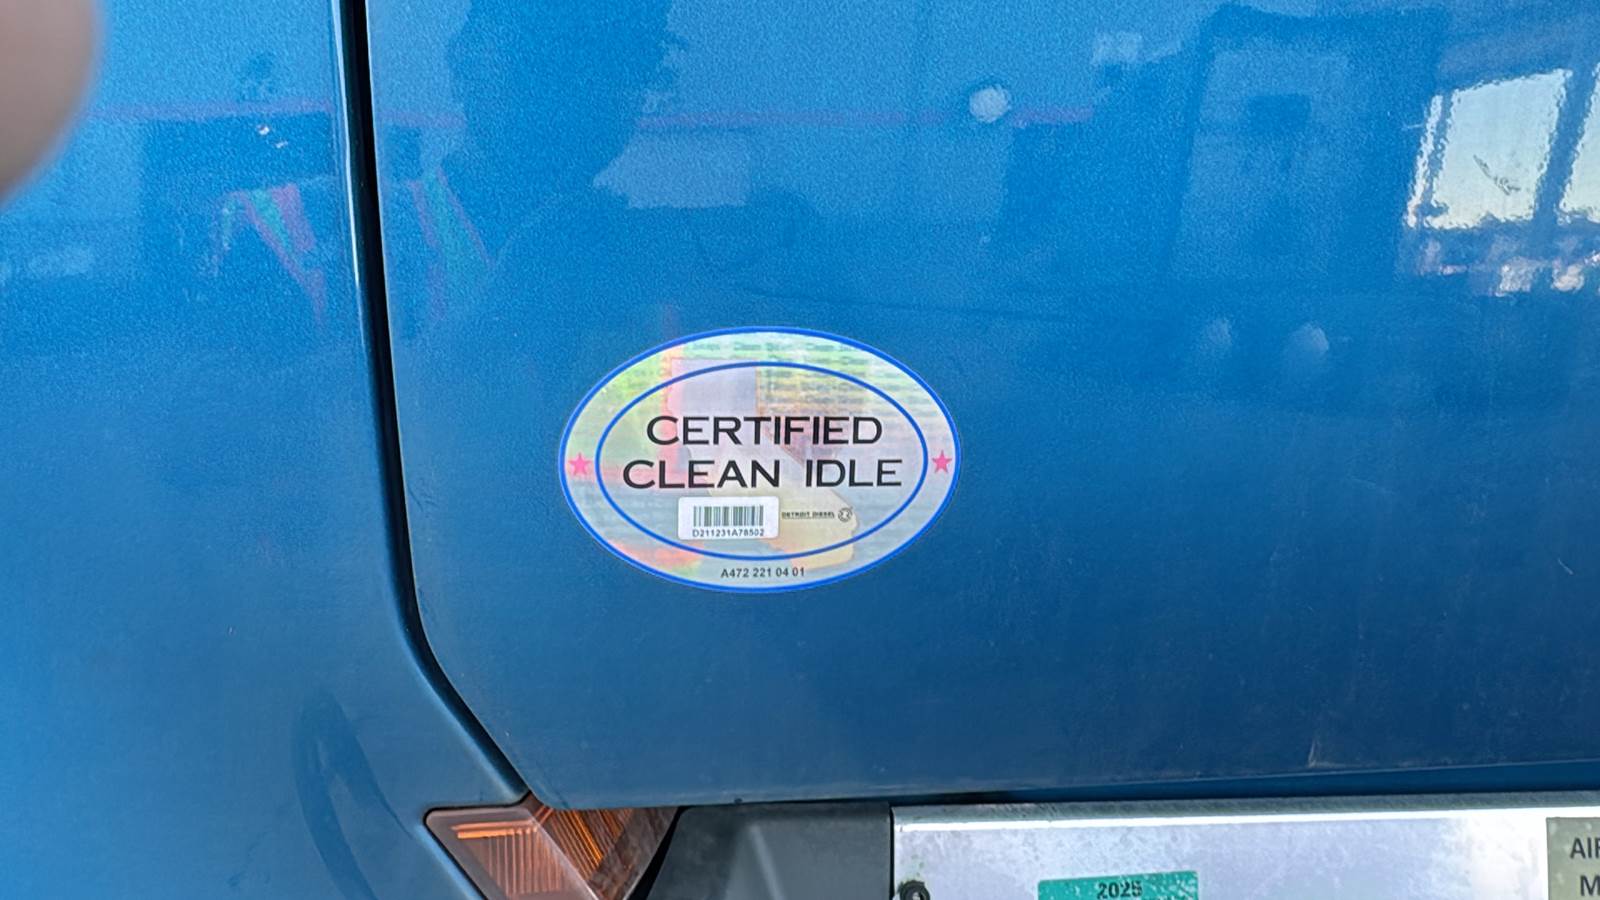 CERTIFIED
CLEAN IDLE
DETROIT DIESEL
D211231A78502
A472 221 04 01
2025